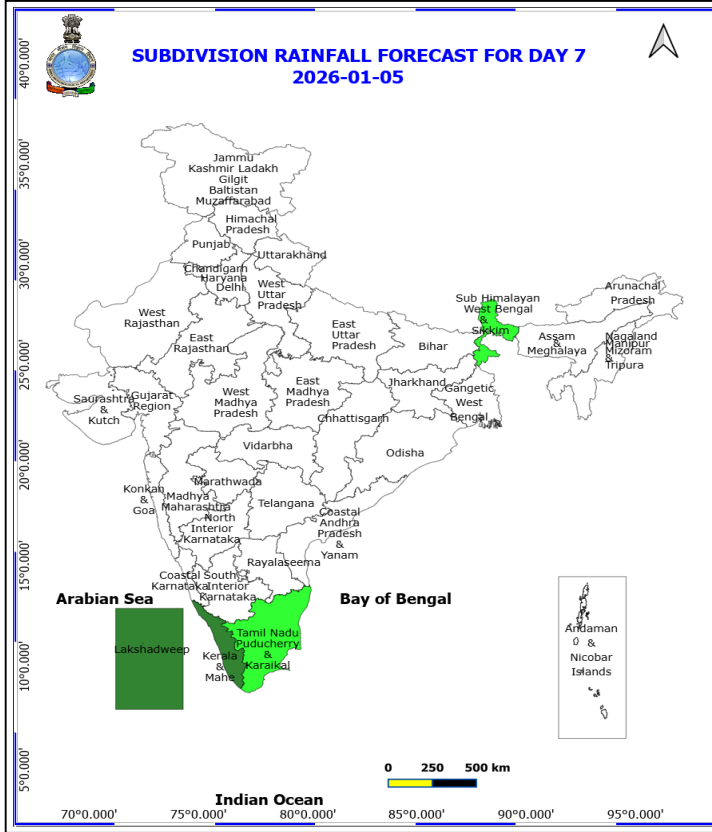 SUBDIVISION RAINFALL FORECAST FOR DAY 7
2026-01-05
40°0.000'
35°0.000'
30°0.000'
25°0.000'
20°0.000'
15°0.000'
10°0.000'
5°0.000'
Jammu
Kashmir Ladakh
Gilgit
Baltistan
Muzaffarabad
Himachal
Pradesh
Punjab
Uttarakhand
Chandigarh
Haryana
Delhi
West
Uttar
Pradesh
West
Rajasthan
East
Rajasthan
East
Uttar
Pradesh
Bihar
Sub Himalayan
West Bengal
&
Sikkim
Arunachal
Pradesh
Assam
&
Meghalaya
Nagaland
Manipur
Mizoram
&
Tripura
Saurashtra
&
Kutch
Gujarat
Region
West
Madhya
Pradesh
East
Madhya
Pradesh
Jharkhand
Gangetic
West
Bengal
Chhattisgarh
Odisha
Vidarbha
Konkan
&
Goa
Marathwada
Madhya
Maharashtra
North
Interior
Karnataka
Telangana
Coastal
Andhra
Pradesh
&
Yanam
Rayalaseema
Coastal
Karnataka
South
Interior
Karnataka
Arabian Sea
Bay of Bengal
Lakshadweep
Kerala
&
Mahe
Tamil Nadu
Puducherry
&
Karaikal
Andaman
&
Nicobar
Islands
0 250 500 km
Indian Ocean
70°0.000' 75°0.000' 80°0.000' 85°0.000' 90°0.000' 95°0.000'